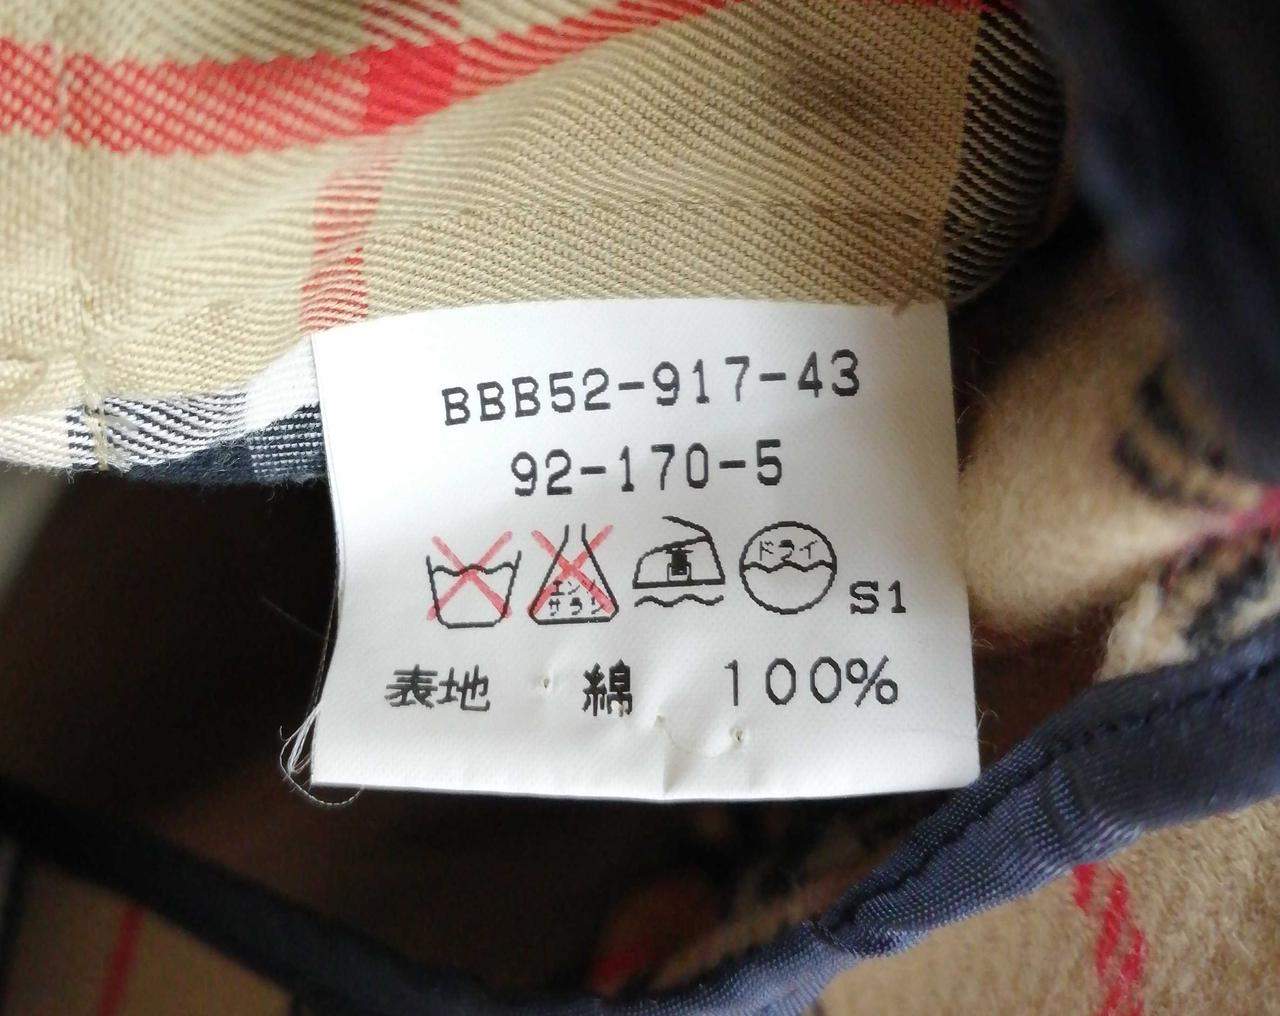 BBB52-917-43
92-170-5
エンソ サラシ 高 ドライ S1
表地 綿 100%